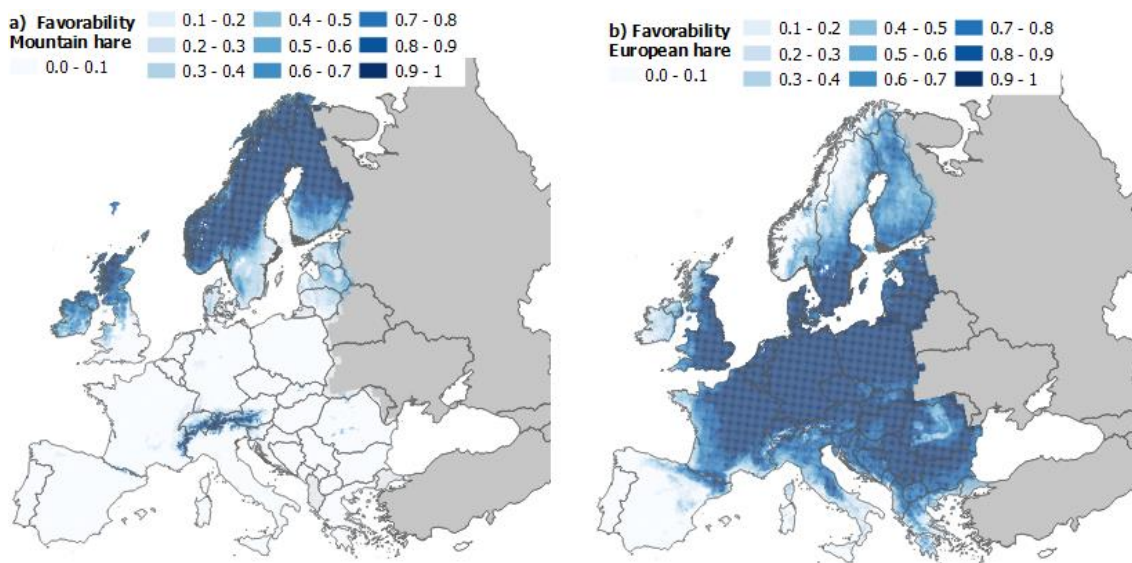 a) Favorability
Mountain hare
0.0 - 0.1
0.1 - 0.2
0.2 - 0.3
0.3 - 0.4
0.4 - 0.5
0.5 - 0.6
0.6 - 0.7
0.7 - 0.8
0.8 - 0.9
0.9 - 1
b) Favorability
European hare
0.0 - 0.1
0.1 - 0.2
0.2 - 0.3
0.3 - 0.4
0.4 - 0.5
0.5 - 0.6
0.6 - 0.7
0.7 - 0.8
0.8 - 0.9
0.9 - 1